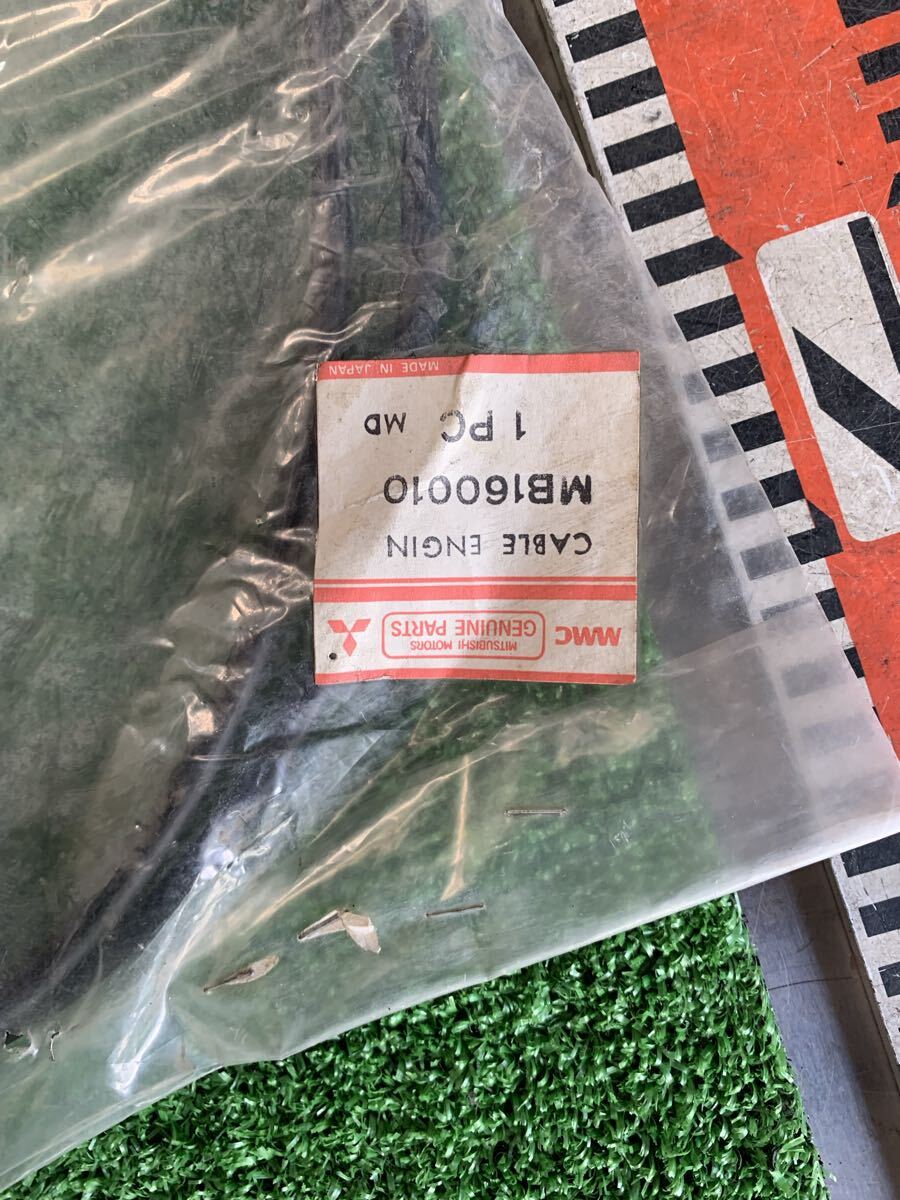 MMC
MITSUBISHI MOTORS
GENUINE PARTS
CABLE ENGIN
MB160010
1 PC MD
MADE IN JAPAN